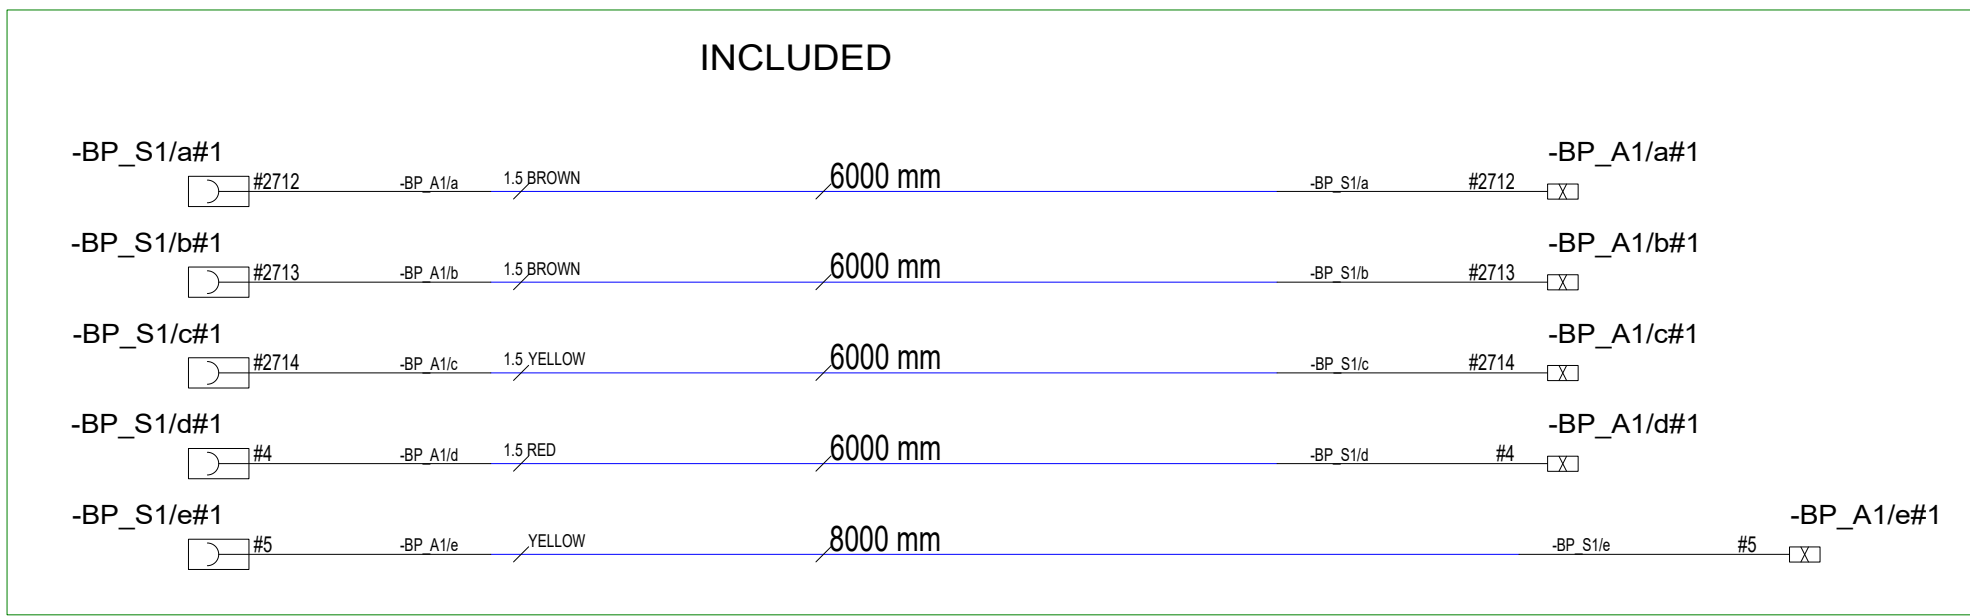 INCLUDED
-BP_S1/a#1 -BP_A1/a#1
#2712 -BP_A1/a 1.5 BROWN 6000 mm -BP_S1/a #2712
-BP_S1/b#1 -BP_A1/b#1
#2713 -BP_A1/b 1.5 BROWN 6000 mm -BP_S1/b #2713
-BP_S1/c#1 -BP_A1/c#1
#2714 -BP_A1/c 1.5 YELLOW 6000 mm -BP_S1/c #2714
-BP_S1/d#1 -BP_A1/d#1
#4 -BP_A1/d 1.5 RED 6000 mm -BP_S1/d #4
-BP_S1/e#1 -BP_A1/e#1
#5 -BP_A1/e YELLOW 8000 mm -BP_S1/e #5